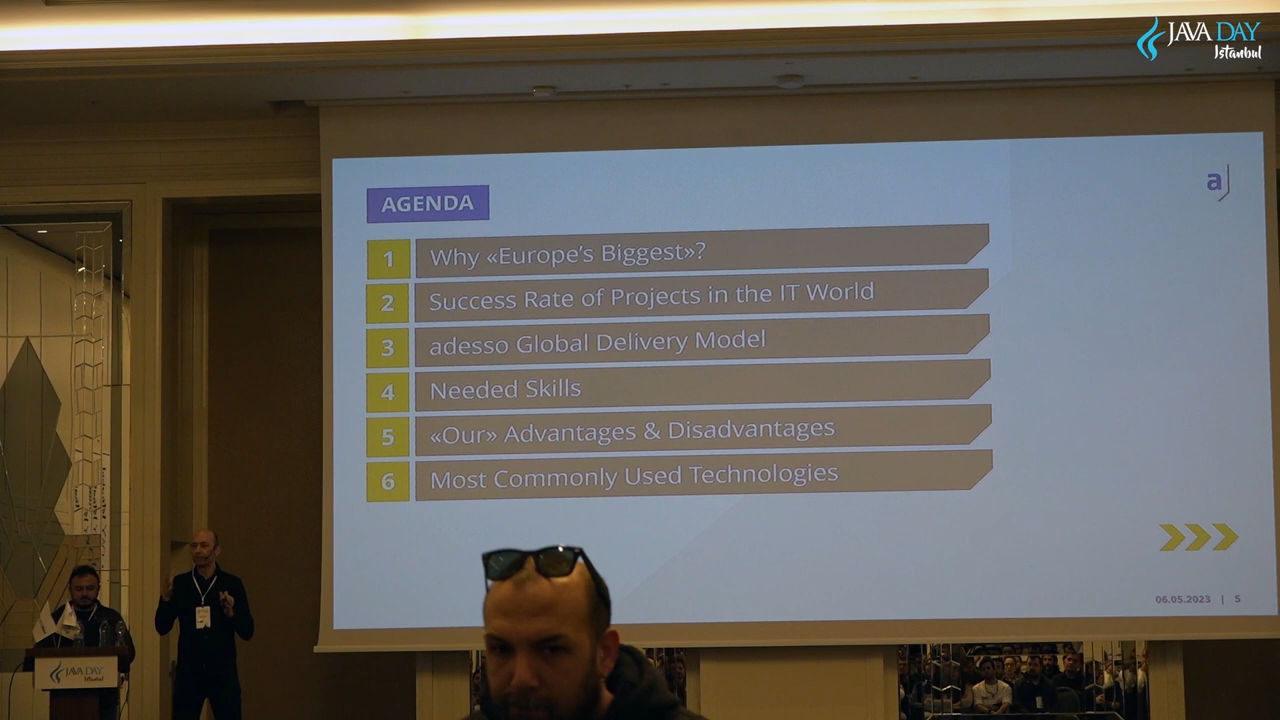 JAVA DAY
Istanbul
a
AGENDA
1 Why «Europe's Biggest»?
2 Success Rate of Projects in the IT World
3 adesso Global Delivery Model
4 Needed Skills
5 «Our» Advantages & Disadvantages
6 Most Commonly Used Technologies
06.05.2023 | 5
JAVA DAY
Istanbul